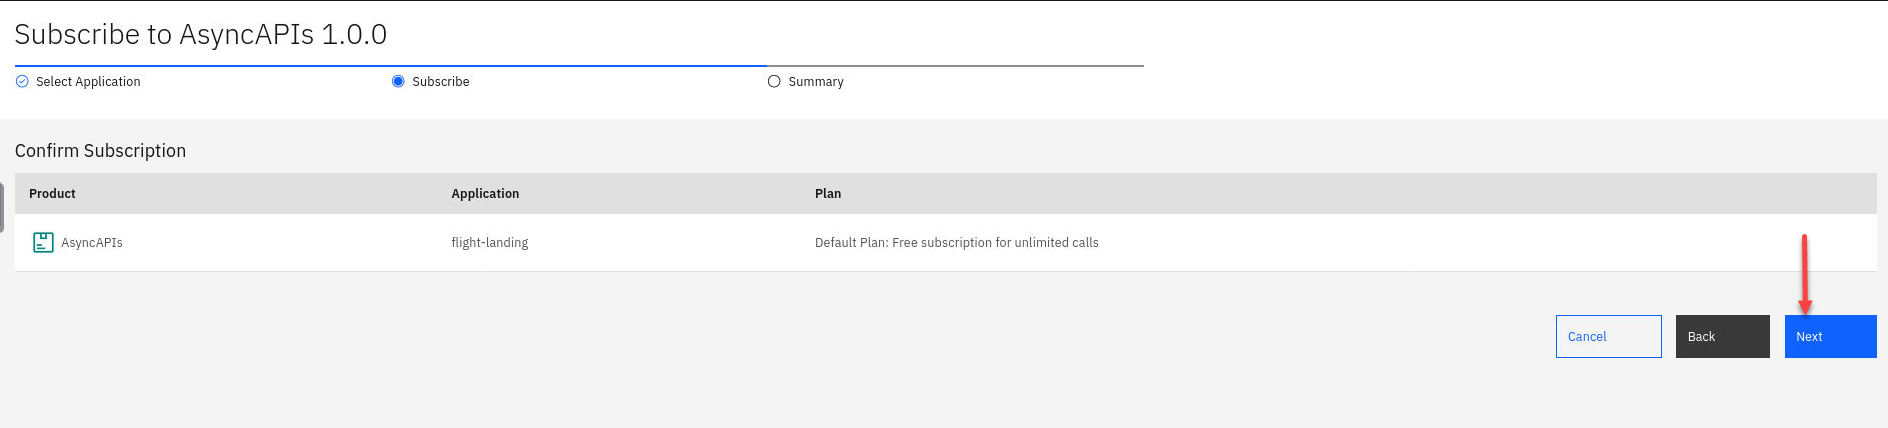 Subscribe to AsyncAPIs 1.0.0
Select Application Subscribe Summary
Confirm Subscription
Product Application Plan
AsyncAPIs flight-landing Default Plan: Free subscription for unlimited calls
Cancel Back Next